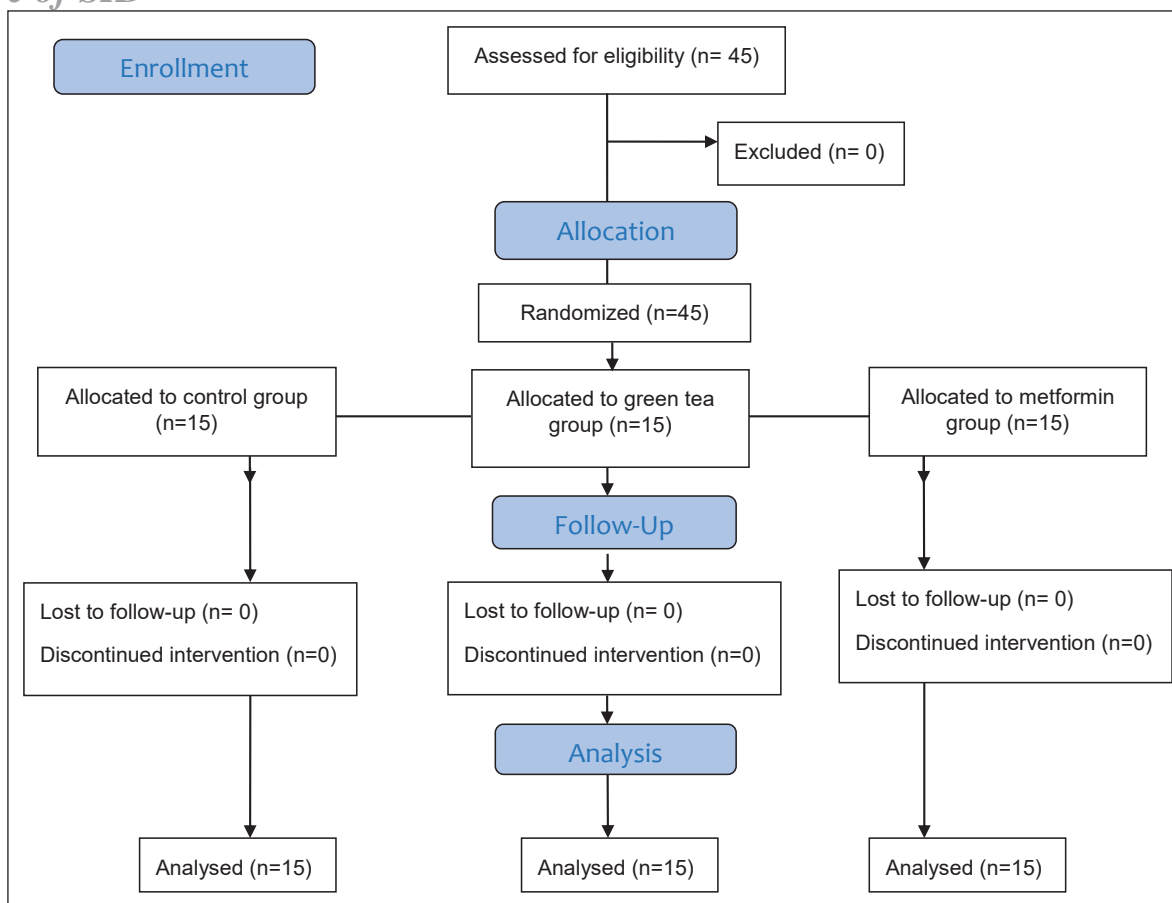 of SID
Enrollment
Assessed for eligibility (n= 45)
Excluded (n= 0)
Allocation
Randomized (n=45)
Allocated to control group
(n=15)
Allocated to green tea
group (n=15)
Allocated to metformin
group (n=15)
Follow-Up
Lost to follow-up (n= 0)
Discontinued intervention (n=0)
Lost to follow-up (n= 0)
Discontinued intervention (n=0)
Lost to follow-up (n= 0)
Discontinued intervention (n=0)
Analysis
Analysed (n=15)
Analysed (n=15)
Analysed (n=15)